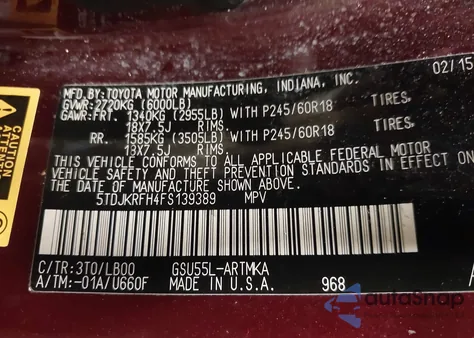 MFD. BY: TOYOTA MOTOR MANUFACTURING, INDIANA, INC. 02/15
GVWR: 2720KG (6000LB)
GAWR: FRT. 1340KG (2955LB) WITH P245/60R18 TIRES,
18X7.5J RIMS,
RR. 1585KG (3505LB) WITH P245/60R18 TIRES,
18X7.5J RIMS,
THIS VEHICLE CONFORMS TO ALL APPLICABLE FEDERAL MOTOR
VEHICLE SAFETY AND THEFT PREVENTION STANDARDS IN EFFECT ON
THE DATE OF MANUFACTURE SHOWN ABOVE.
5TDJKRFH4FS139389 MPV
C/TR: 3T0/LB00 GSU55L-ARTMKA
A/TM: -01A/U660F MADE IN U.S.A. 968
CAUTION
autoSnap